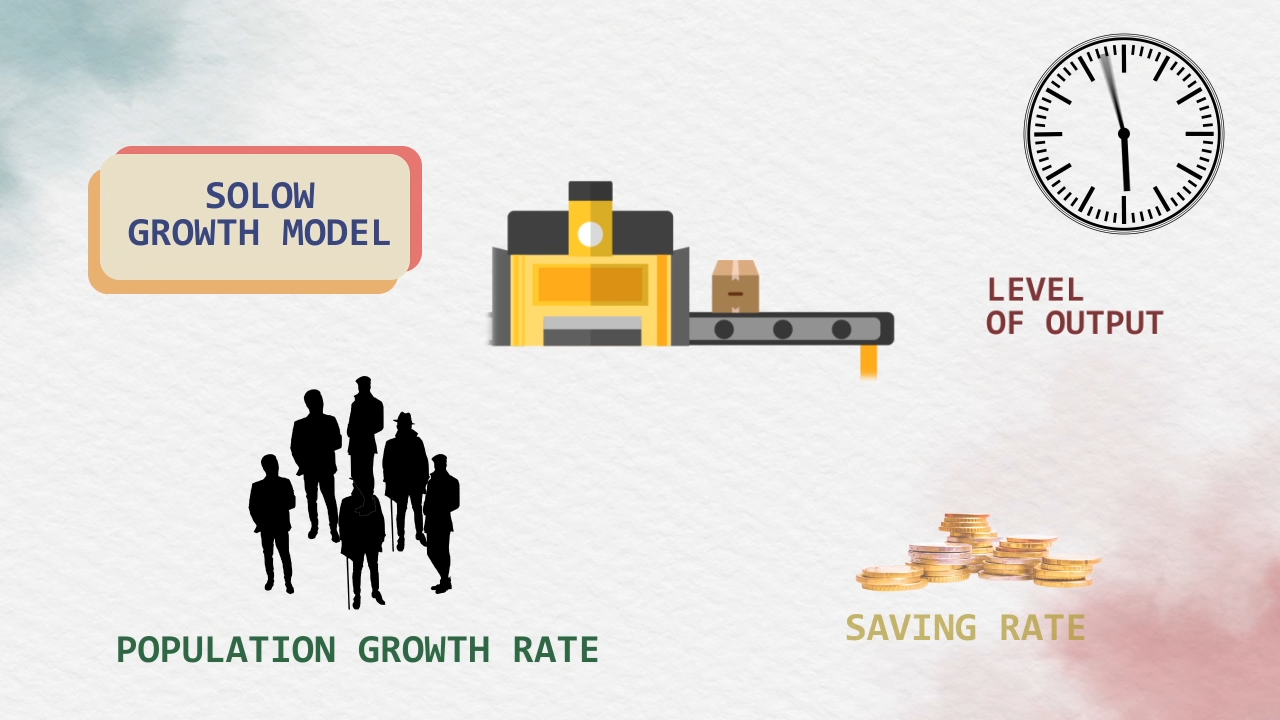 SOLOW
GROWTH MODEL
LEVEL
OF OUTPUT
SAVING RATE
POPULATION GROWTH RATE